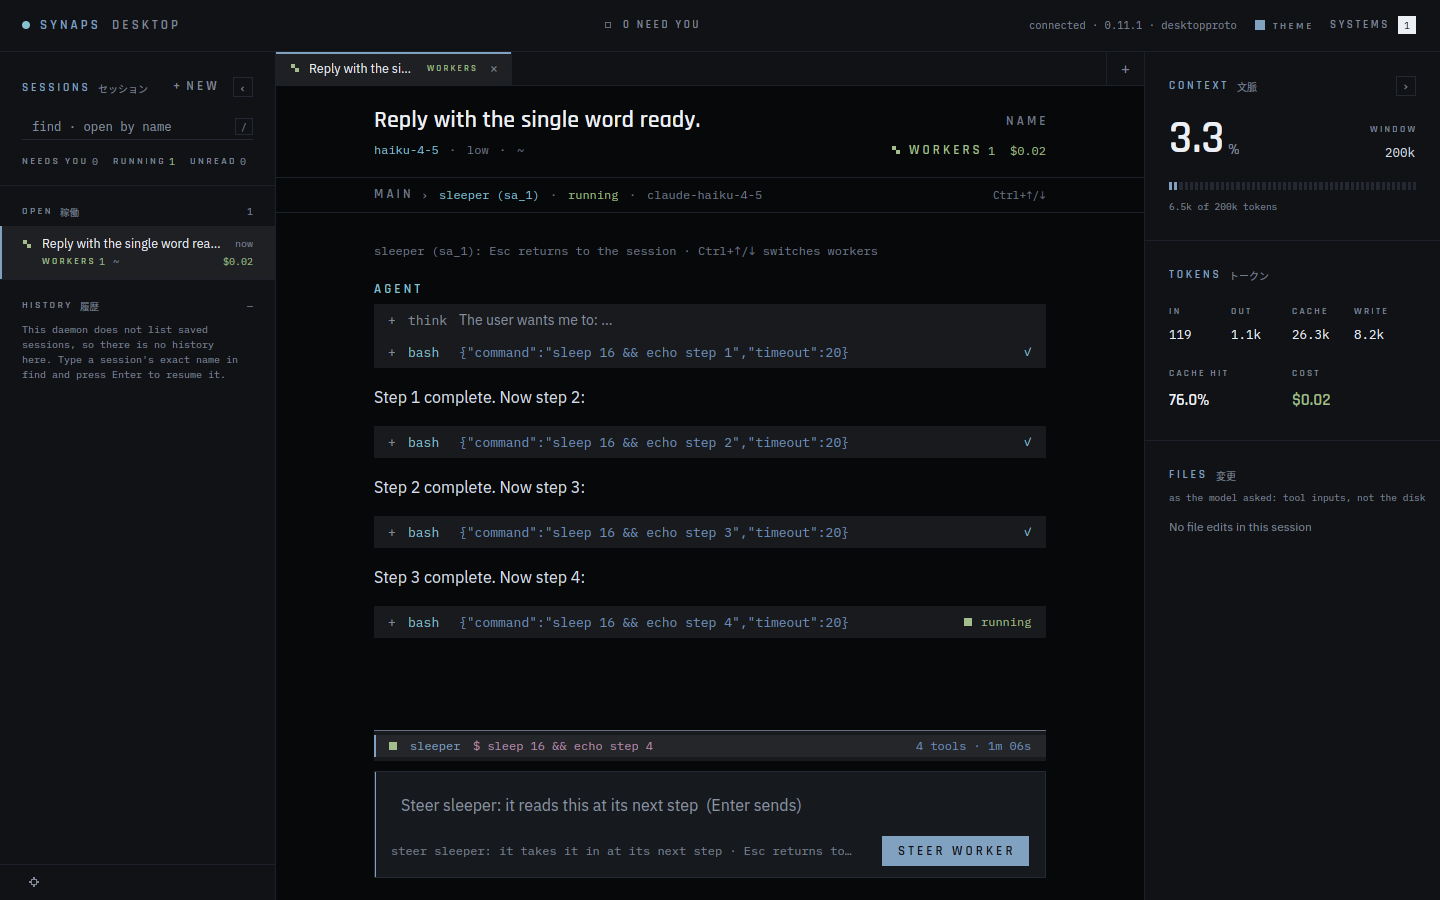 SYNAPS DESKTOP
0 NEED YOU
connected · 0.11.1 · desktopproto
THEME
SYSTEMS 1
SESSIONS セッション
+ NEW
‹
find · open by name
/
NEEDS YOU 0 RUNNING 1 UNREAD 0
OPEN 稼働 1
Reply with the single word rea... now
WORKERS 1 ~ $0.02
HISTORY 履歴 —
This daemon does not list saved
sessions, so there is no history
here. Type a session's exact name in
find and press Enter to resume it.
Reply with the si... WORKERS ×
+
Reply with the single word ready.
NAME
haiku-4-5 · low · ~
WORKERS 1 $0.02
MAIN › sleeper (sa_1) · running · claude-haiku-4-5
Ctrl+↑/↓
sleeper (sa_1): Esc returns to the session · Ctrl+↑/↓ switches workers
AGENT
+ think The user wants me to: ...
+ bash {"command":"sleep 16 && echo step 1","timeout":20} √
Step 1 complete. Now step 2:
+ bash {"command":"sleep 16 && echo step 2","timeout":20} √
Step 2 complete. Now step 3:
+ bash {"command":"sleep 16 && echo step 3","timeout":20} √
Step 3 complete. Now step 4:
+ bash {"command":"sleep 16 && echo step 4","timeout":20} running
sleeper $ sleep 16 && echo step 4
4 tools · 1m 06s
Steer sleeper: it reads this at its next step (Enter sends)
steer sleeper: it takes it in at its next step · Esc returns to…
STEER WORKER
CONTEXT 文脈
›
3.3 %
WINDOW
200k
6.5k of 200k tokens
TOKENS トークン
IN OUT CACHE WRITE
119 1.1k 26.3k 8.2k
CACHE HIT COST
76.0% $0.02
FILES 変更
as the model asked: tool inputs, not the disk
No file edits in this session